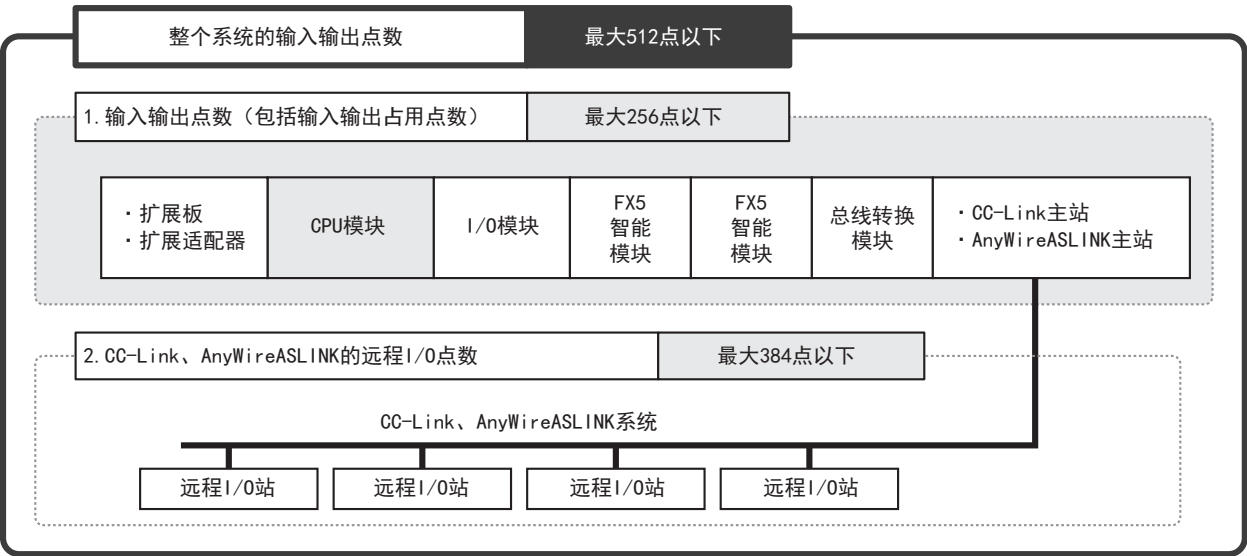 整个系统的输入输出点数
最大512点以下
1.输入输出点数（包括输入输出占用点数）
最大256点以下
·扩展板
·扩展适配器
CPU模块
I/O模块
FX5
智能
模块
FX5
智能
模块
总线转换
模块
·CC-Link主站
·AnyWireASLINK主站
2.CC-Link、AnyWireASLINK的远程I/O点数
最大384点以下
CC-Link、AnyWireASLINK系统
远程I/O站
远程I/O站
远程I/O站
远程I/O站